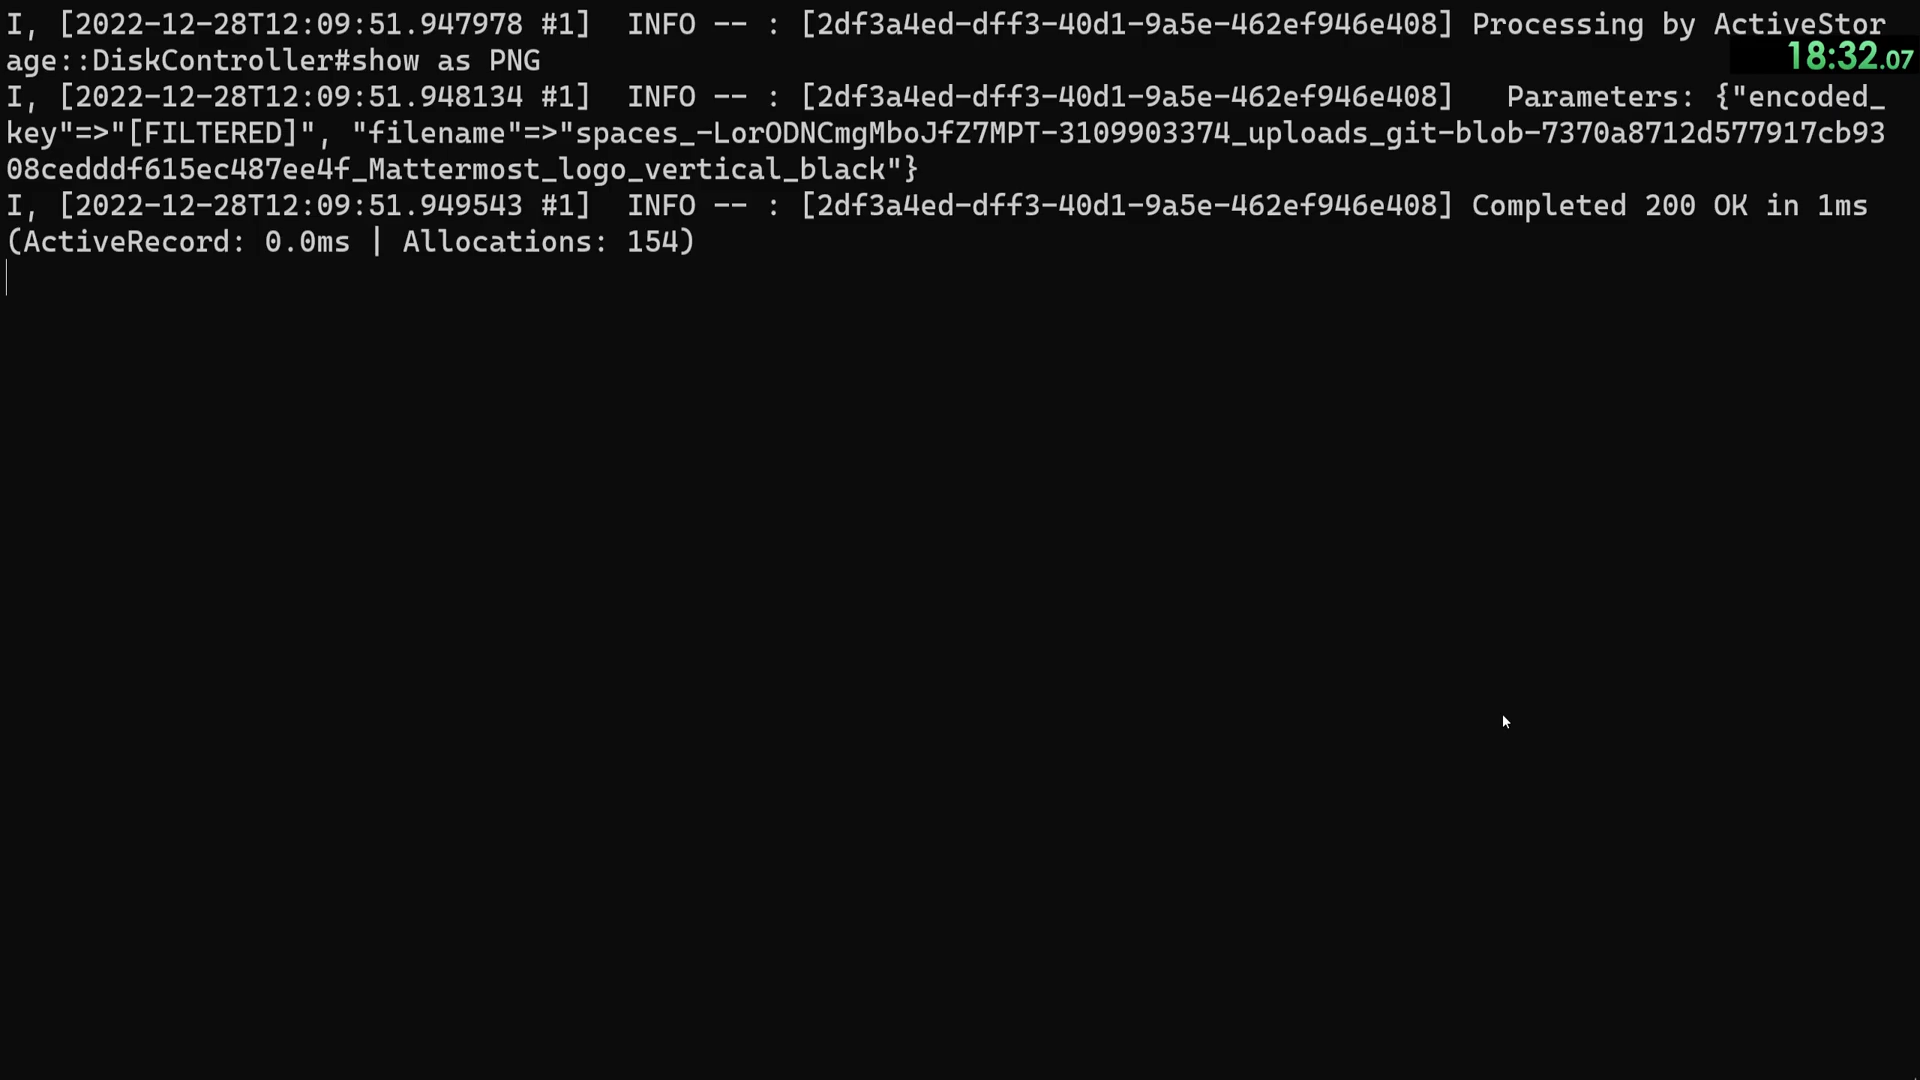 I, [2022-12-28T12:09:51.947978 #1]  INFO -- : [2df3a4ed-dff3-40d1-9a5e-462ef946e408] Processing by ActiveStor
age::DiskController#show as PNG
18:32.07
I, [2022-12-28T12:09:51.948134 #1]  INFO -- : [2df3a4ed-dff3-40d1-9a5e-462ef946e408]   Parameters: {"encoded_
key"=>"[FILTERED]", "filename"=>"spaces_-LorODNCmgMboJfZ7MPT-3109903374_uploads_git-blob-7370a8712d577917cb93
08cedddf615ec487ee4f_Mattermost_logo_vertical_black"}
I, [2022-12-28T12:09:51.949543 #1]  INFO -- : [2df3a4ed-dff3-40d1-9a5e-462ef946e408] Completed 200 OK in 1ms
(ActiveRecord: 0.0ms | Allocations: 154)